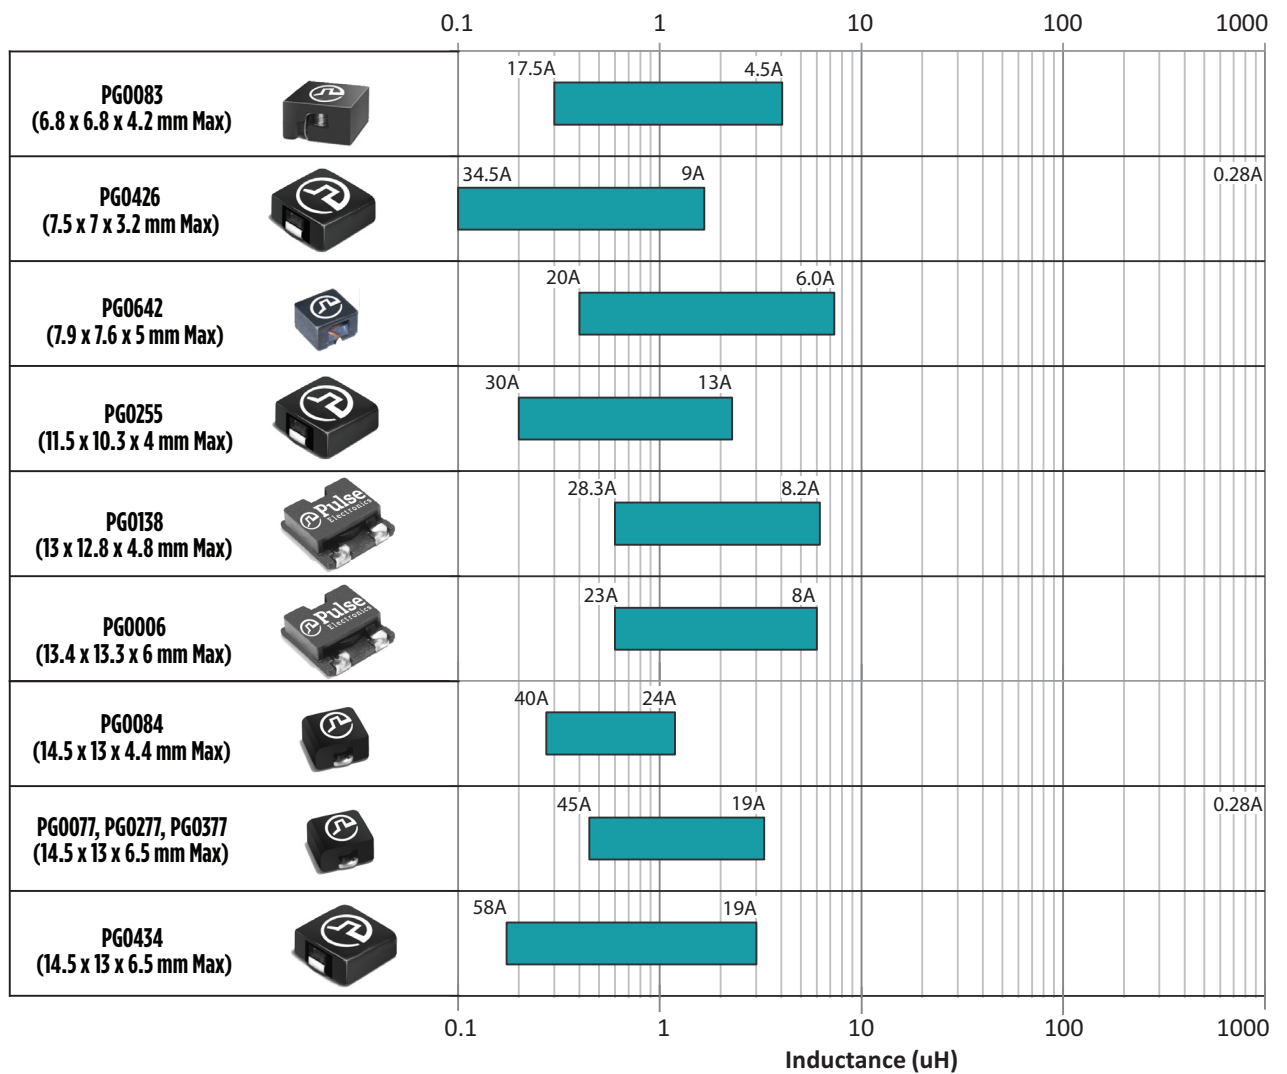 0.1 1 10 100 1000
17.5A 4.5A
PG0083
(6.8 x 6.8 x 4.2 mm Max)
34.5A 9A 0.28A
PG0426
(7.5 x 7 x 3.2 mm Max)
20A 6.0A
PG0642
(7.9 x 7.6 x 5 mm Max)
30A 13A
PG0255
(11.5 x 10.3 x 4 mm Max)
28.3A 8.2A
PG0138
(13 x 12.8 x 4.8 mm Max)
Pulse
Electronics
23A 8A
PG0006
(13.4 x 13.3 x 6 mm Max)
Pulse
Electronics
40A 24A
PG0084
(14.5 x 13 x 4.4 mm Max)
45A 19A 0.28A
PG0077, PG0277, PG0377
(14.5 x 13 x 6.5 mm Max)
58A 19A
PG0434
(14.5 x 13 x 6.5 mm Max)
0.1 1 10 100 1000
Inductance (uH)